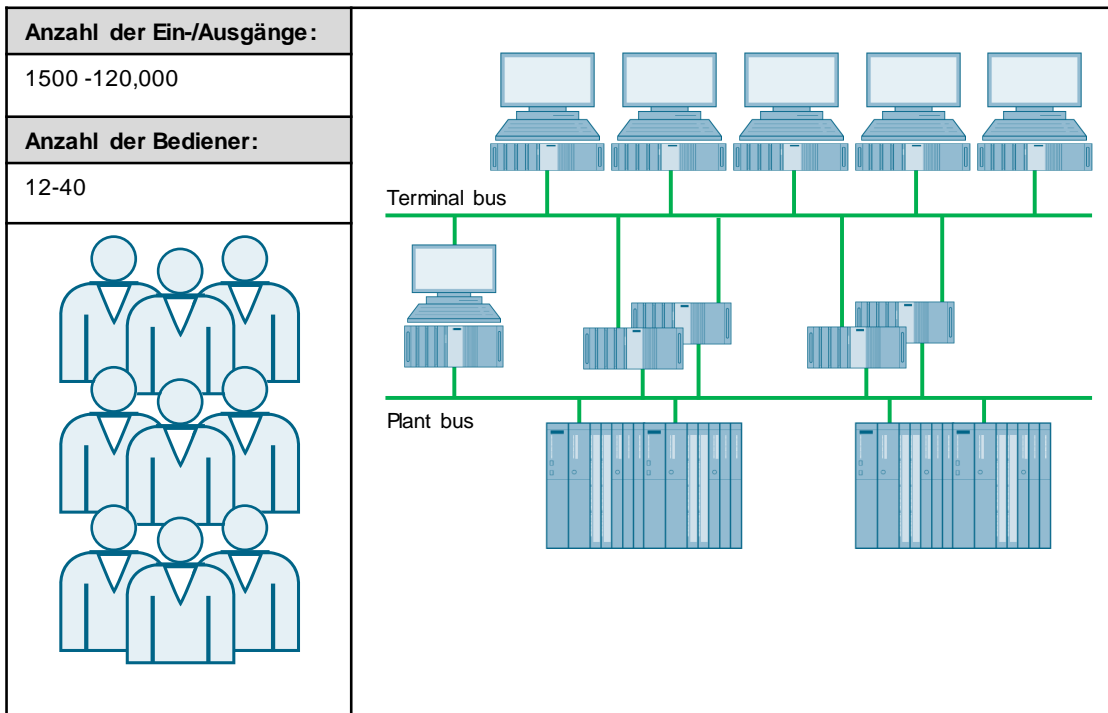 Anzahl der Ein-/Ausgänge:
1500 -120,000
Anzahl der Bediener:
12-40
Terminal bus
Plant bus